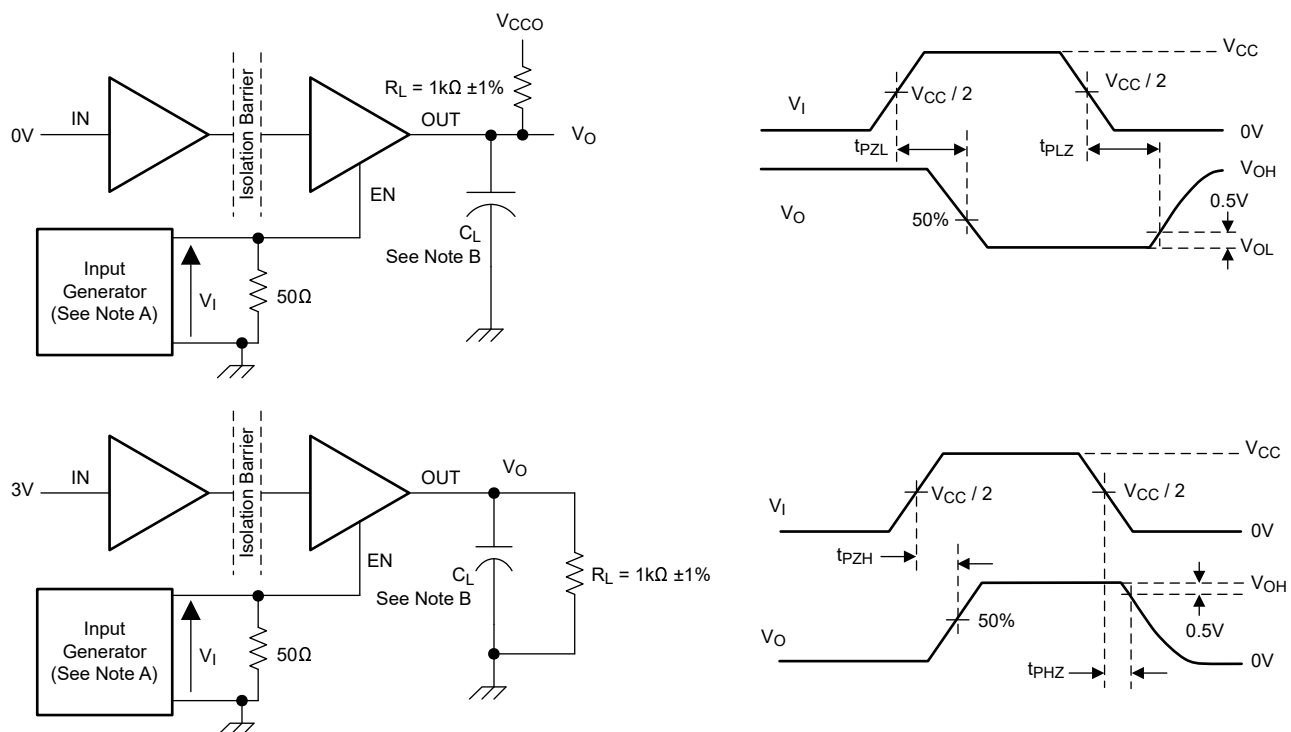 VCCO
RL = 1kΩ ±1%
0V
IN
Isolation Barrier
OUT
VO
EN
CL
See Note B
Input
Generator
(See Note A)
VI
50Ω
VCC
VI
VCC / 2
VCC / 2
0V
tPZL
tPLZ
VOH
0.5V
VO
50%
VOL
3V
IN
Isolation Barrier
OUT
VO
EN
CL
See Note B
RL = 1kΩ ±1%
Input
Generator
(See Note A)
VI
50Ω
VCC
VI
VCC / 2
VCC / 2
0V
tPZH
VOH
0.5V
VO
50%
tPHZ
0V